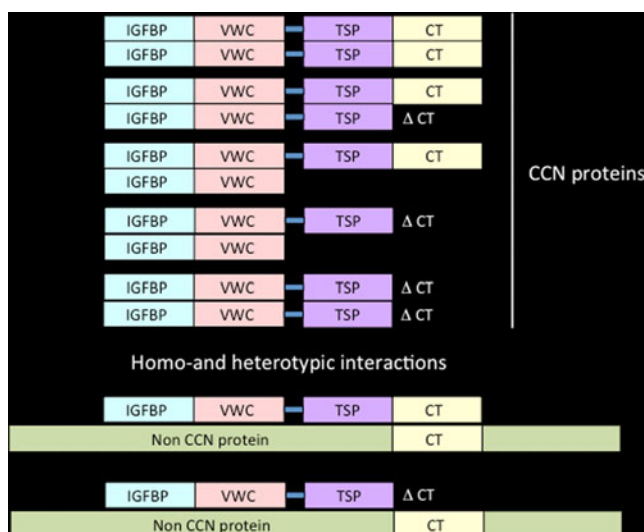 IGFBP VWC TSP CT
IGFBP VWC TSP CT
IGFBP VWC TSP CT
IGFBP VWC TSP Δ CT
IGFBP VWC TSP CT
IGFBP VWC
CCN proteins
IGFBP VWC TSP Δ CT
IGFBP VWC
IGFBP VWC TSP Δ CT
IGFBP VWC TSP Δ CT
Homo-and heterotypic interactions
IGFBP VWC TSP CT
Non CCN protein CT
IGFBP VWC TSP Δ CT
Non CCN protein CT